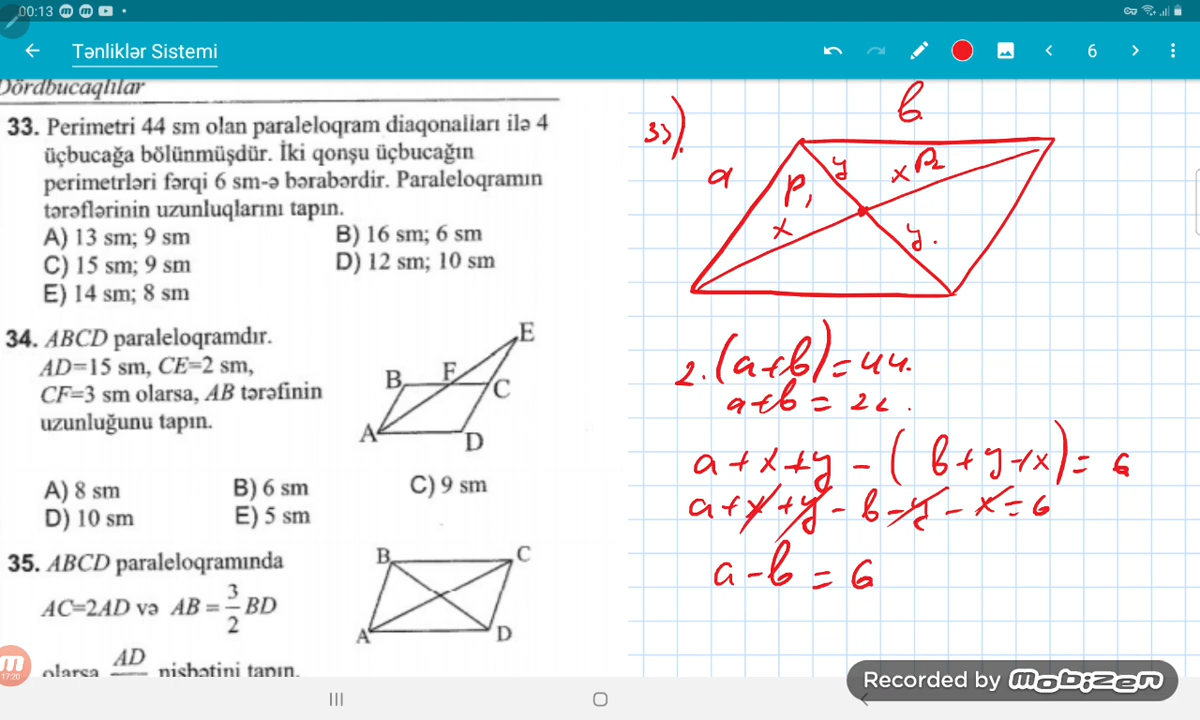 00:13
Tənliklər Sistemi
6
Dördbucaqlılar
33. Perimetri 44 sm olan paraleloqram diaqonalları ilə 4
üçbucağa bölünmüşdür. İki qonşu üçbucağın
perimetrləri fərqi 6 sm-ə bərabərdir. Paraleloqramın
tərəflərinin uzunluqlarını tapın.
A) 13 sm; 9 sm B) 16 sm; 6 sm
C) 15 sm; 9 sm D) 12 sm; 10 sm
E) 14 sm; 8 sm
34. ABCD paraleloqramdır.
AD=15 sm, CE=2 sm,
CF=3 sm olarsa, AB tərəfinin
uzunluğunu tapın.
E
B F C
A D
A) 8 sm B) 6 sm C) 9 sm
D) 10 sm E) 5 sm
35. ABCD paraleloqramında
AC=2AD və AB = 3/2 BD
B C
A D
olarsa AD nisbətini tapın.
33).
b
a P₁ y x P₂
x y.
2.(a+b)=44.
a+b = 22.
a+x+y - (b+y+x) = 6
a+x+y-b-y-x=6
a-b = 6
17:20
Recorded by mobizen